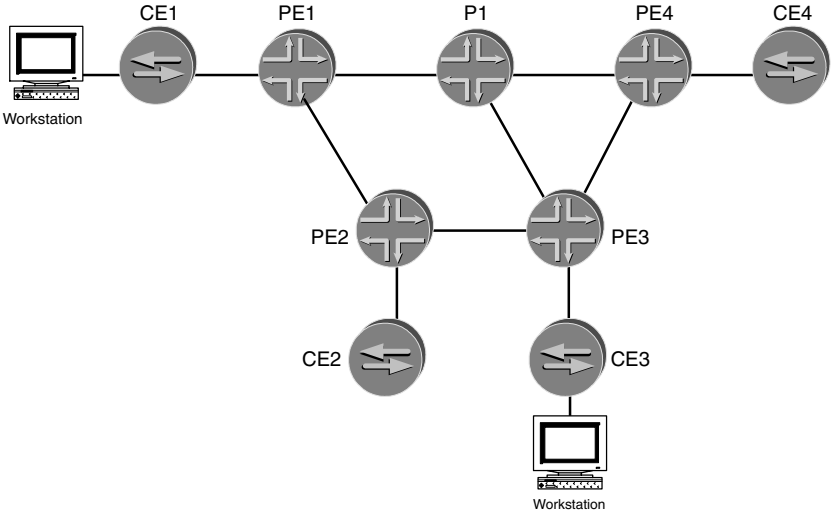 CE1
PE1
P1
PE4
CE4
Workstation
PE2
PE3
CE2
CE3
Workstation